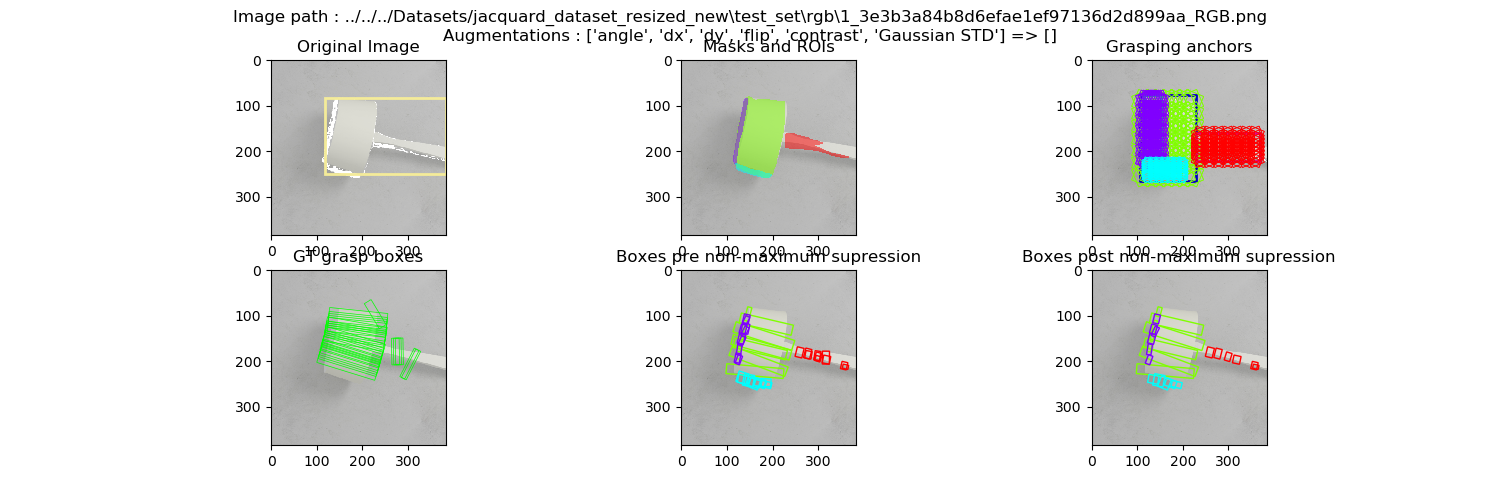 Image path : ../../../Datasets/jacquard_dataset_resized_new\test_set\rgb\1_3e3b3a84b8d6efae1ef97136d2d899aa_RGB.png
Augmentations : ['angle', 'dx', 'dy', 'flip', 'contrast', 'Gaussian STD'] => []
Original Image
Masks and ROIs
Grasping anchors
0
100
200
300
0 100 200 300
0
100
200
300
0 100 200 300
0
100
200
300
0 100 200 300
GT grasp boxes
Boxes pre non-maximum supression
Boxes post non-maximum supression
0
100
200
300
0 100 200 300
0
100
200
300
0 100 200 300
0
100
200
300
0 100 200 300